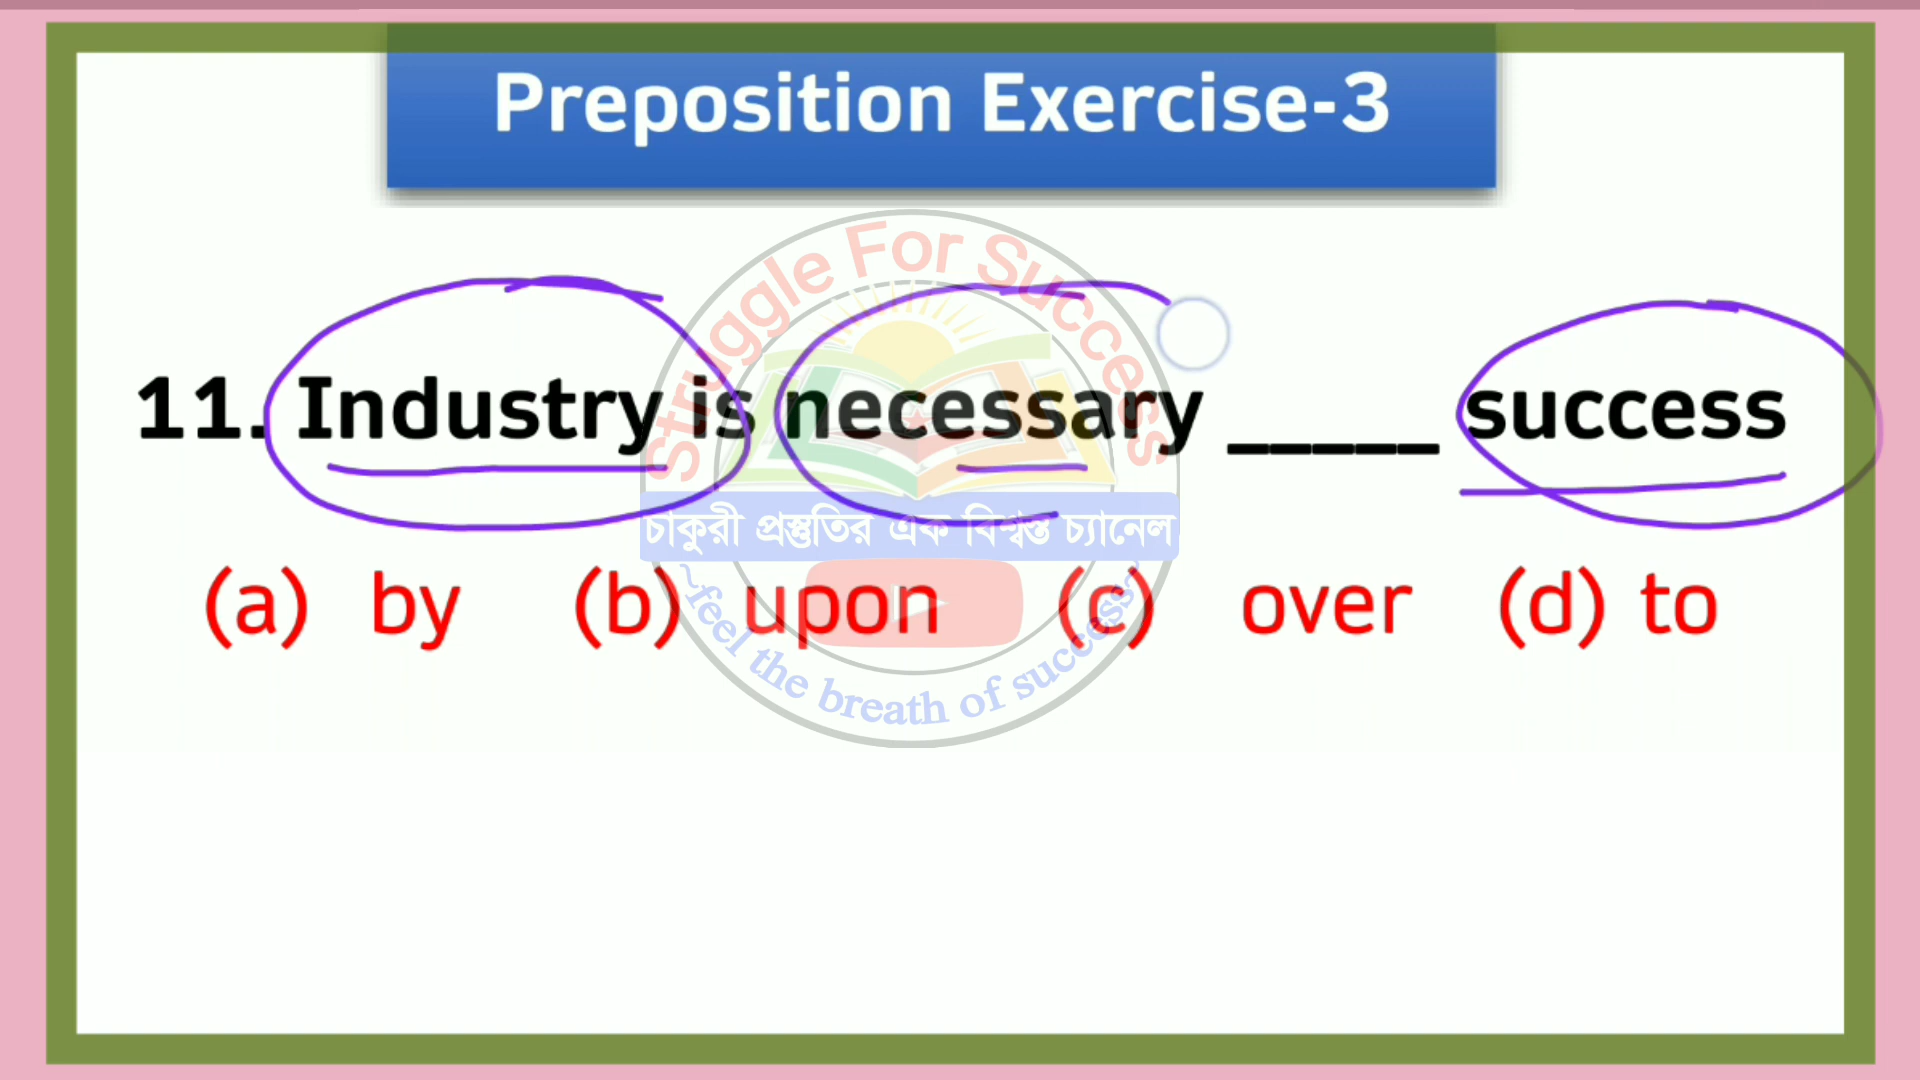 Preposition Exercise-3
Struggle For Success
11. Industry is necessary _____ success
চাকুরী প্রস্তুতির এক বিশ্বস্ত চ্যানেল
(a) by (b) upon (c) over (d) to
~feel the breath of success~